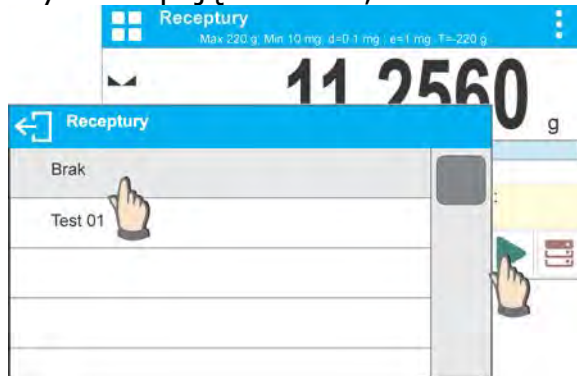 Receptury
Max 220 g; Min 10 mg; d=0.1 mg; e=1 mg; T=-220 g
11.2560
g
Receptury
Brak
Test 01
: